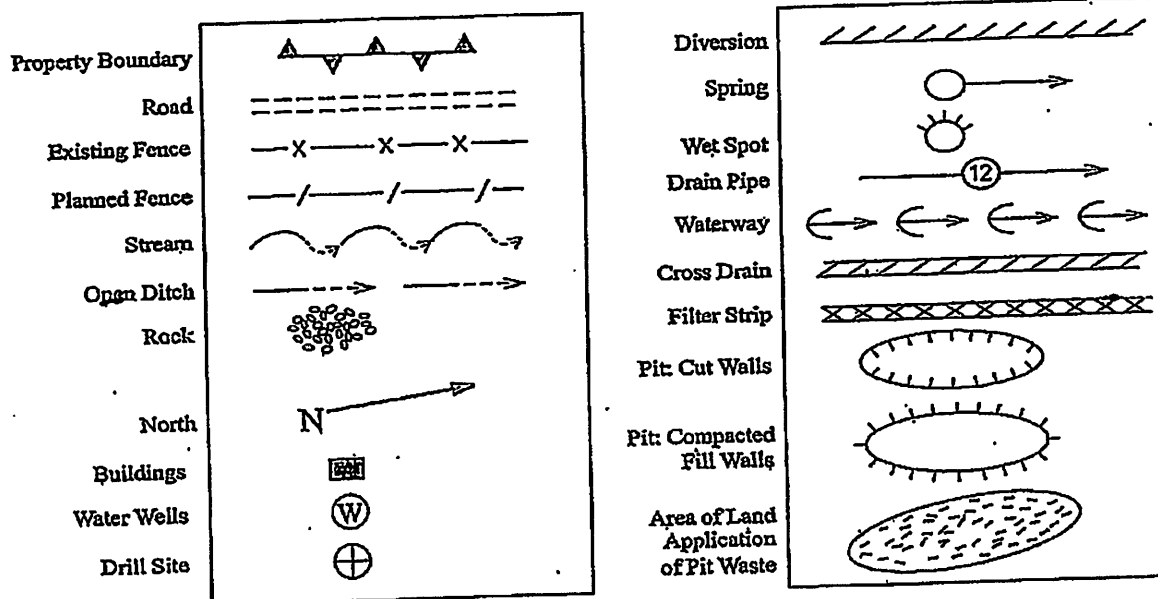 Property Boundary
Road
Existing Fence
Planned Fence
Stream
Open Ditch
Rock
North
N
Buildings
Water Wells
W
Drill Site
Diversion
Spring
Wet Spot
Drain Pipe
12
Waterway
Cross Drain
Filter Strip
Pit: Cut Walls
Pit: Compacted
Fill Walls
Area of Land
Application
of Pit Waste